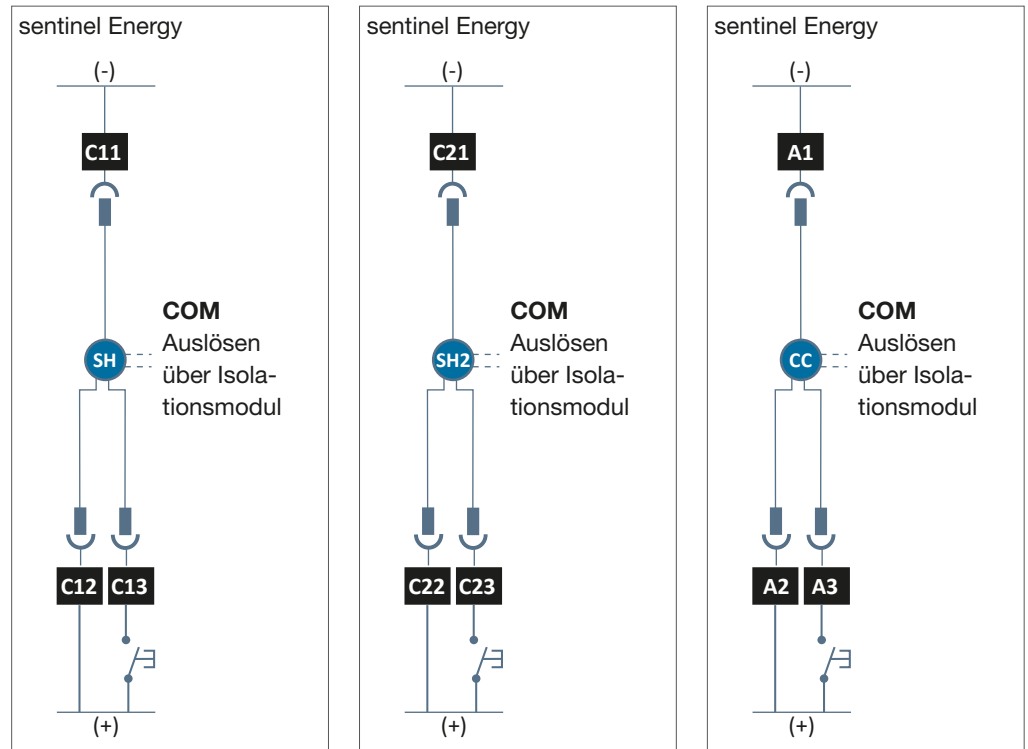 sentinel Energy
(-)
C11
COM
Auslösen
über Isola-
tionsmodul
SH
C12 C13
(+)
sentinel Energy
(-)
C21
COM
Auslösen
über Isola-
tionsmodul
SH2
C22 C23
(+)
sentinel Energy
(-)
A1
COM
Auslösen
über Isola-
tionsmodul
CC
A2 A3
(+)